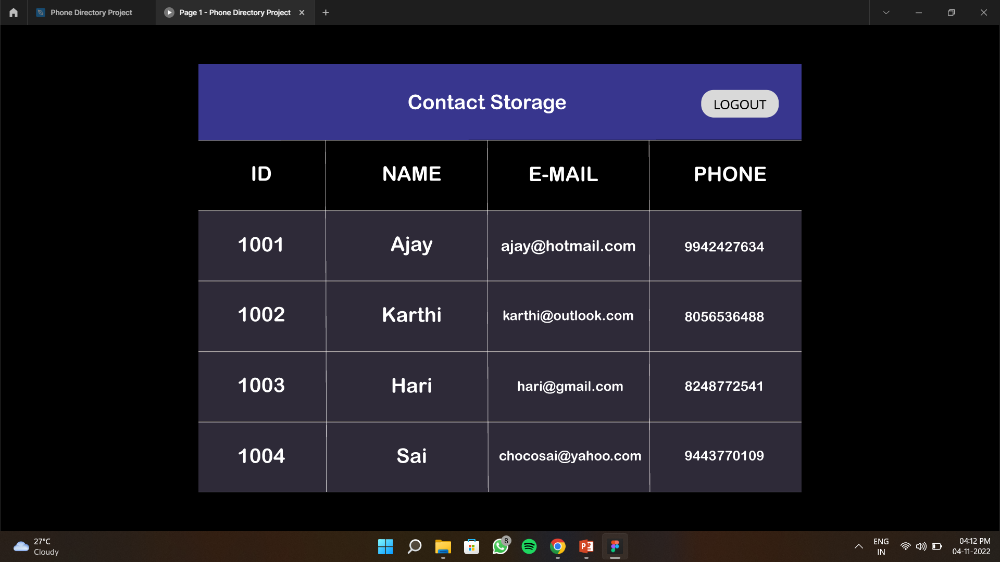 Phone Directory Project
Page 1 - Phone Directory Project
Contact Storage
LOGOUT
ID NAME E-MAIL PHONE
1001 Ajay ajay@hotmail.com 9942427634
1002 Karthi karthi@outlook.com 8056536488
1003 Hari hari@gmail.com 8248772541
1004 Sai chocosai@yahoo.com 9443770109
27°C
Cloudy
8
ENG
IN
04:12 PM
04-11-2022